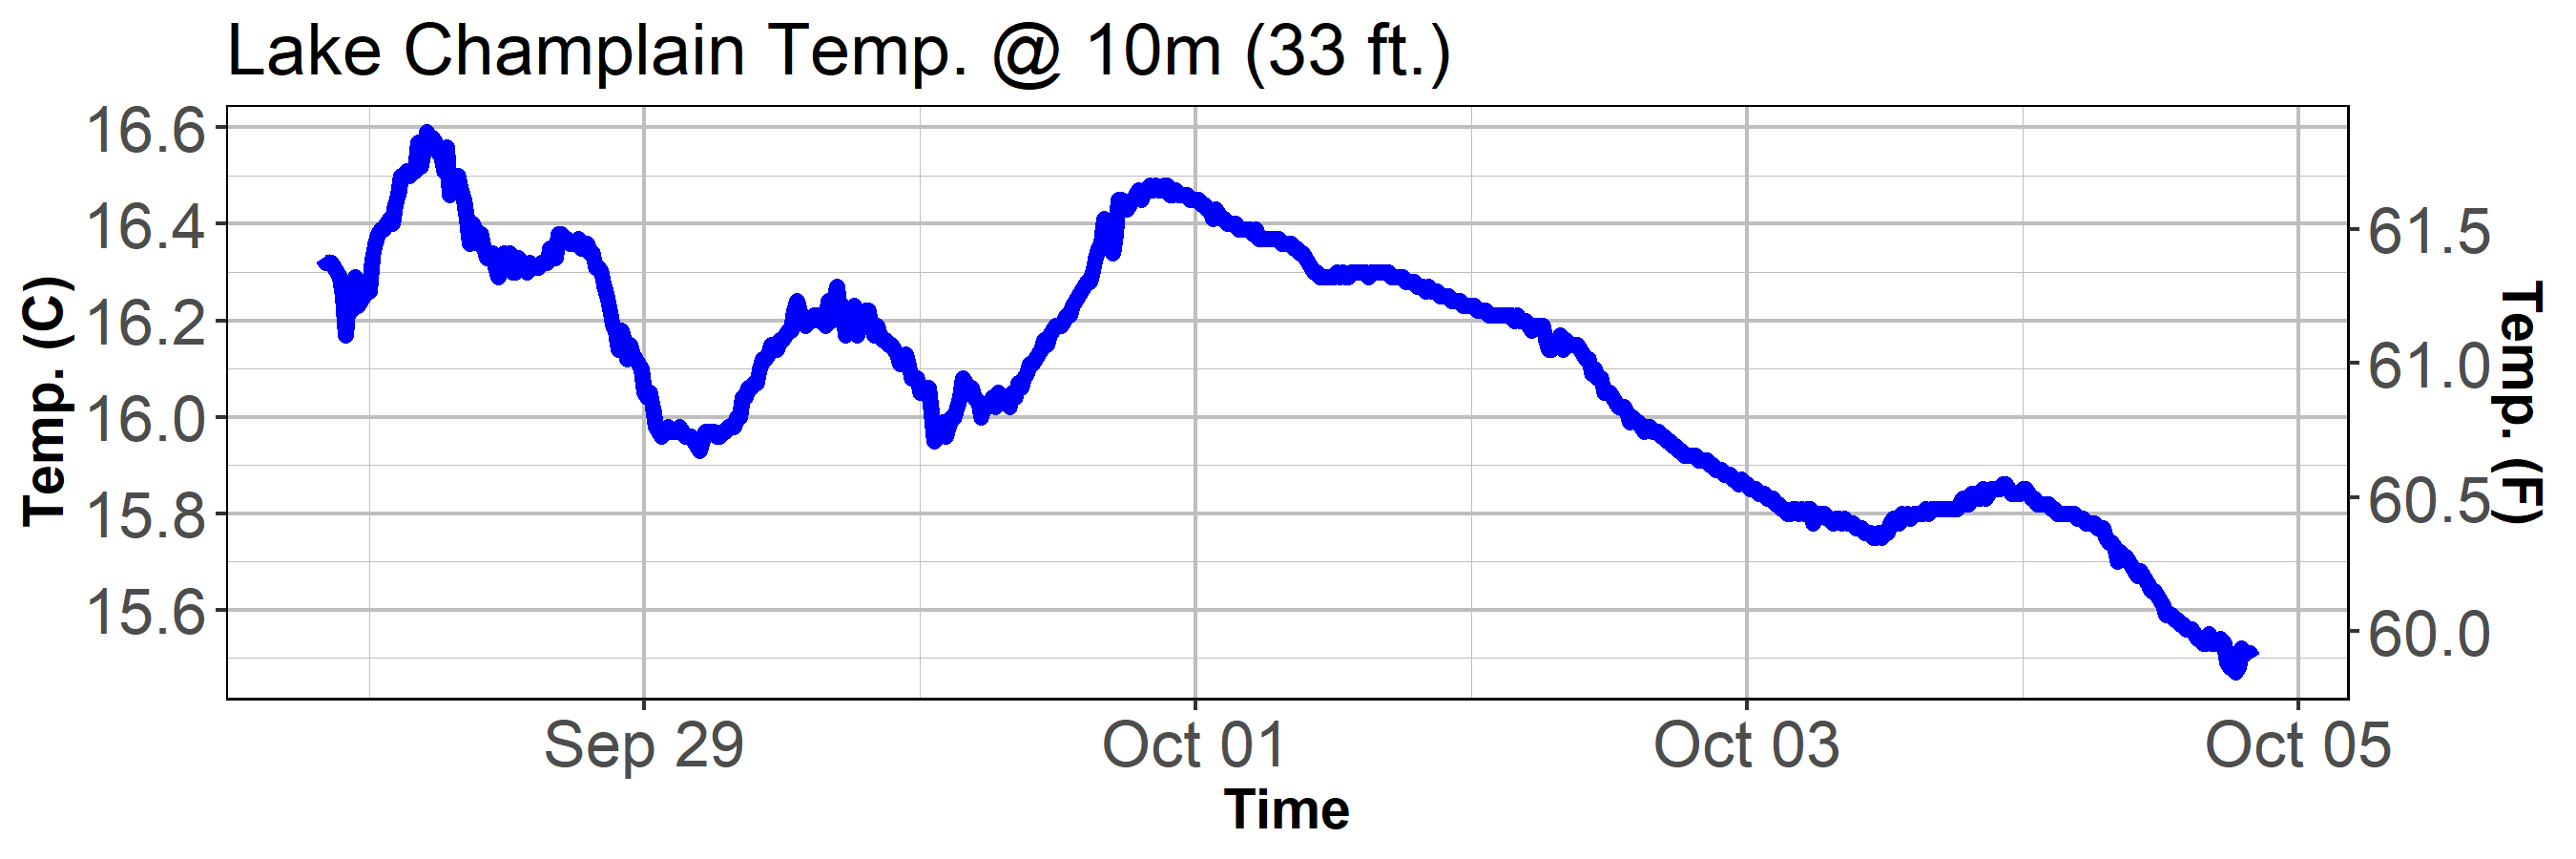 Lake Champlain Temp. @ 10m (33 ft.)
Temp. (C)
16.6
16.4
16.2
16.0
15.8
15.6
61.5
61.0
60.5
60.0
Temp. (F)
Sep 29
Oct 01
Oct 03
Oct 05
Time